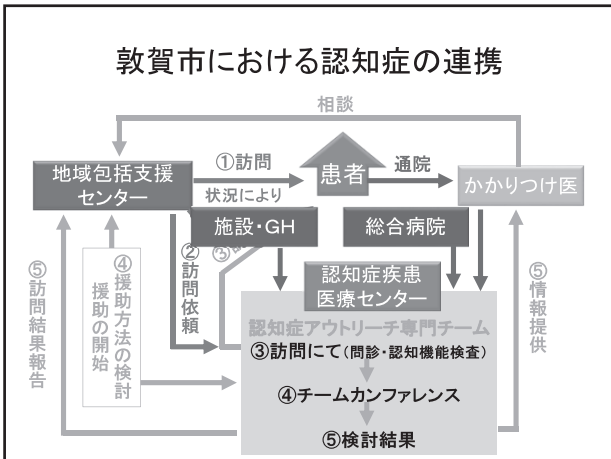 敦賀市における認知症の連携
相談
地域包括支援
センター
①訪問
患者
通院
かかりつけ医
状況により
施設・GH
総合病院
②訪問依頼
③
認知症疾患
医療センター
⑤訪問結果報告
④援助方法の検討
援助の開始
⑤情報提供
認知症アウトリーチ専門チーム
③訪問にて(問診・認知機能検査)
④チームカンファレンス
⑤検討結果